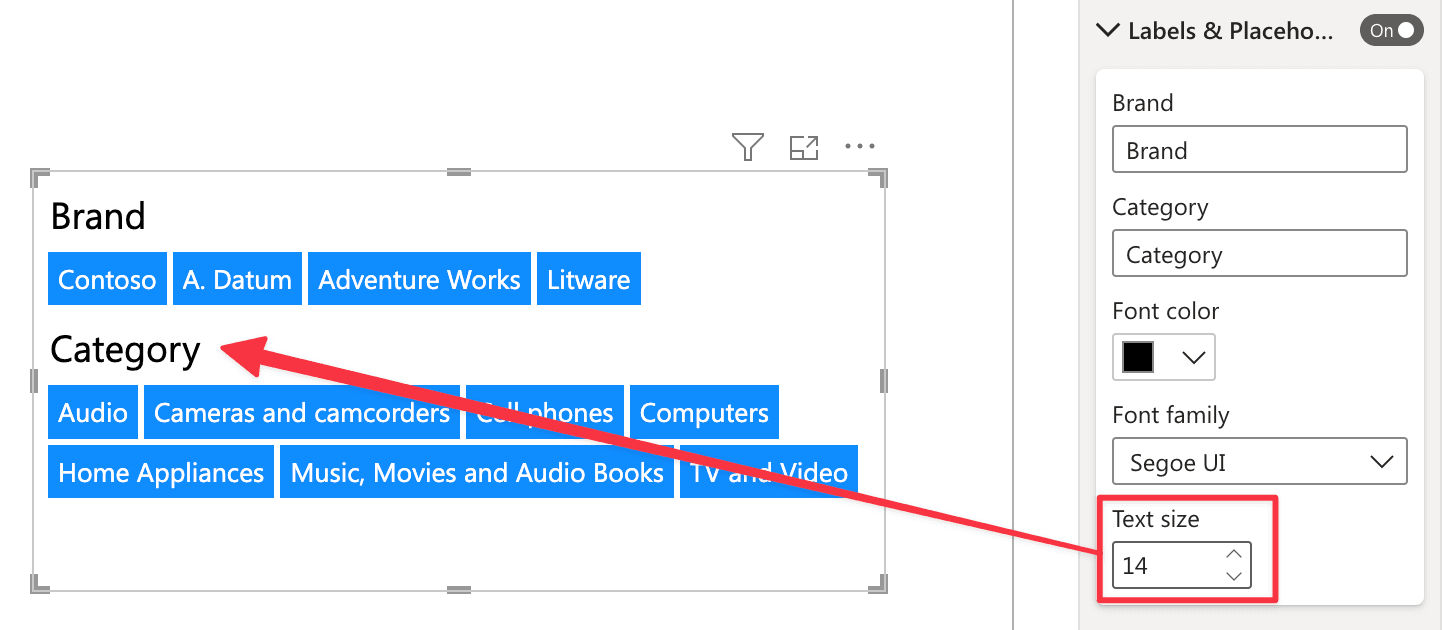 Brand
Contoso A. Datum Adventure Works Litware
Category
Audio Cameras and camcorders Cell phones Computers
Home Appliances Music, Movies and Audio Books TV and Video
Labels & Placeho... On
Brand
Brand
Category
Category
Font color
Font family
Segoe UI
Text size
14